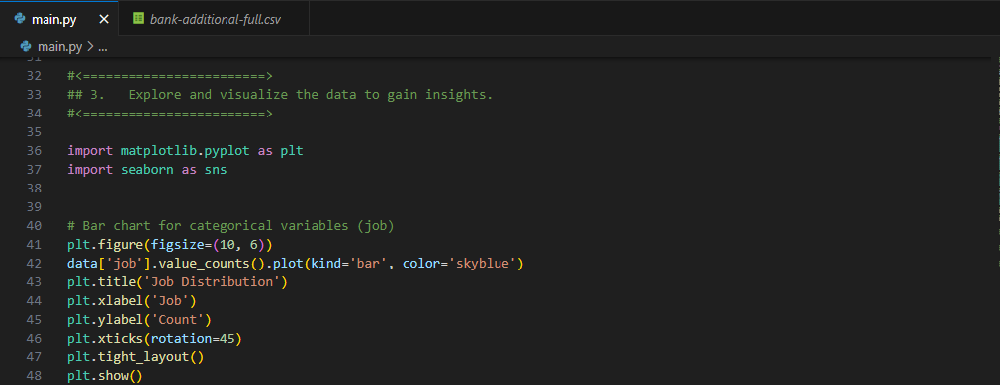 main.py
bank-additional-full.csv
main.py > ...
31
32 #<========================>
33 ## 3.   Explore and visualize the data to gain insights.
34 #<========================>
35
36 import matplotlib.pyplot as plt
37 import seaborn as sns
38
39
40 # Bar chart for categorical variables (job)
41 plt.figure(figsize=(10, 6))
42 data['job'].value_counts().plot(kind='bar', color='skyblue')
43 plt.title('Job Distribution')
44 plt.xlabel('Job')
45 plt.ylabel('Count')
46 plt.xticks(rotation=45)
47 plt.tight_layout()
48 plt.show()